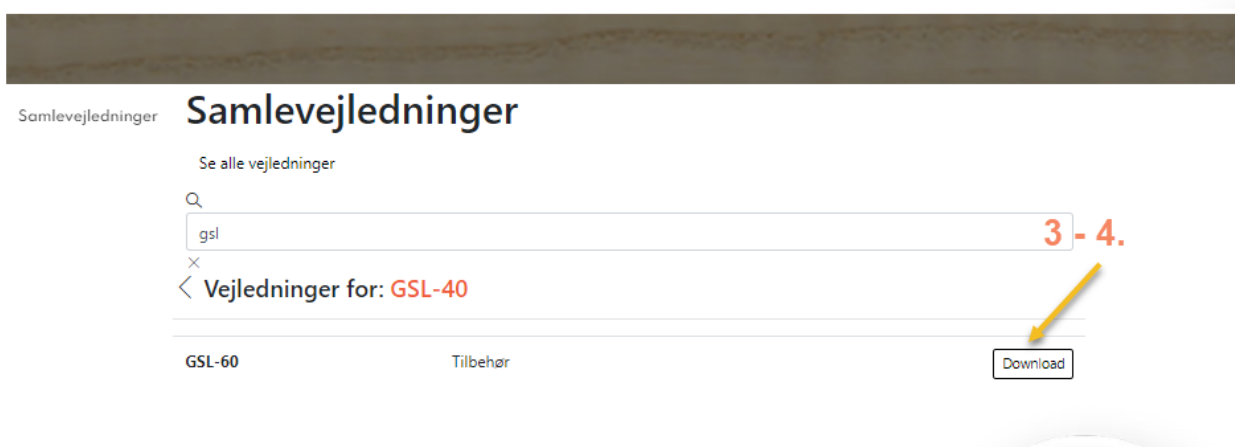 Samlevejledninger
Samlevejledninger
Se alle vejledninger
gsl
3 - 4.
Vejledninger for: GSL-40
GSL-60 Tilbehør Download